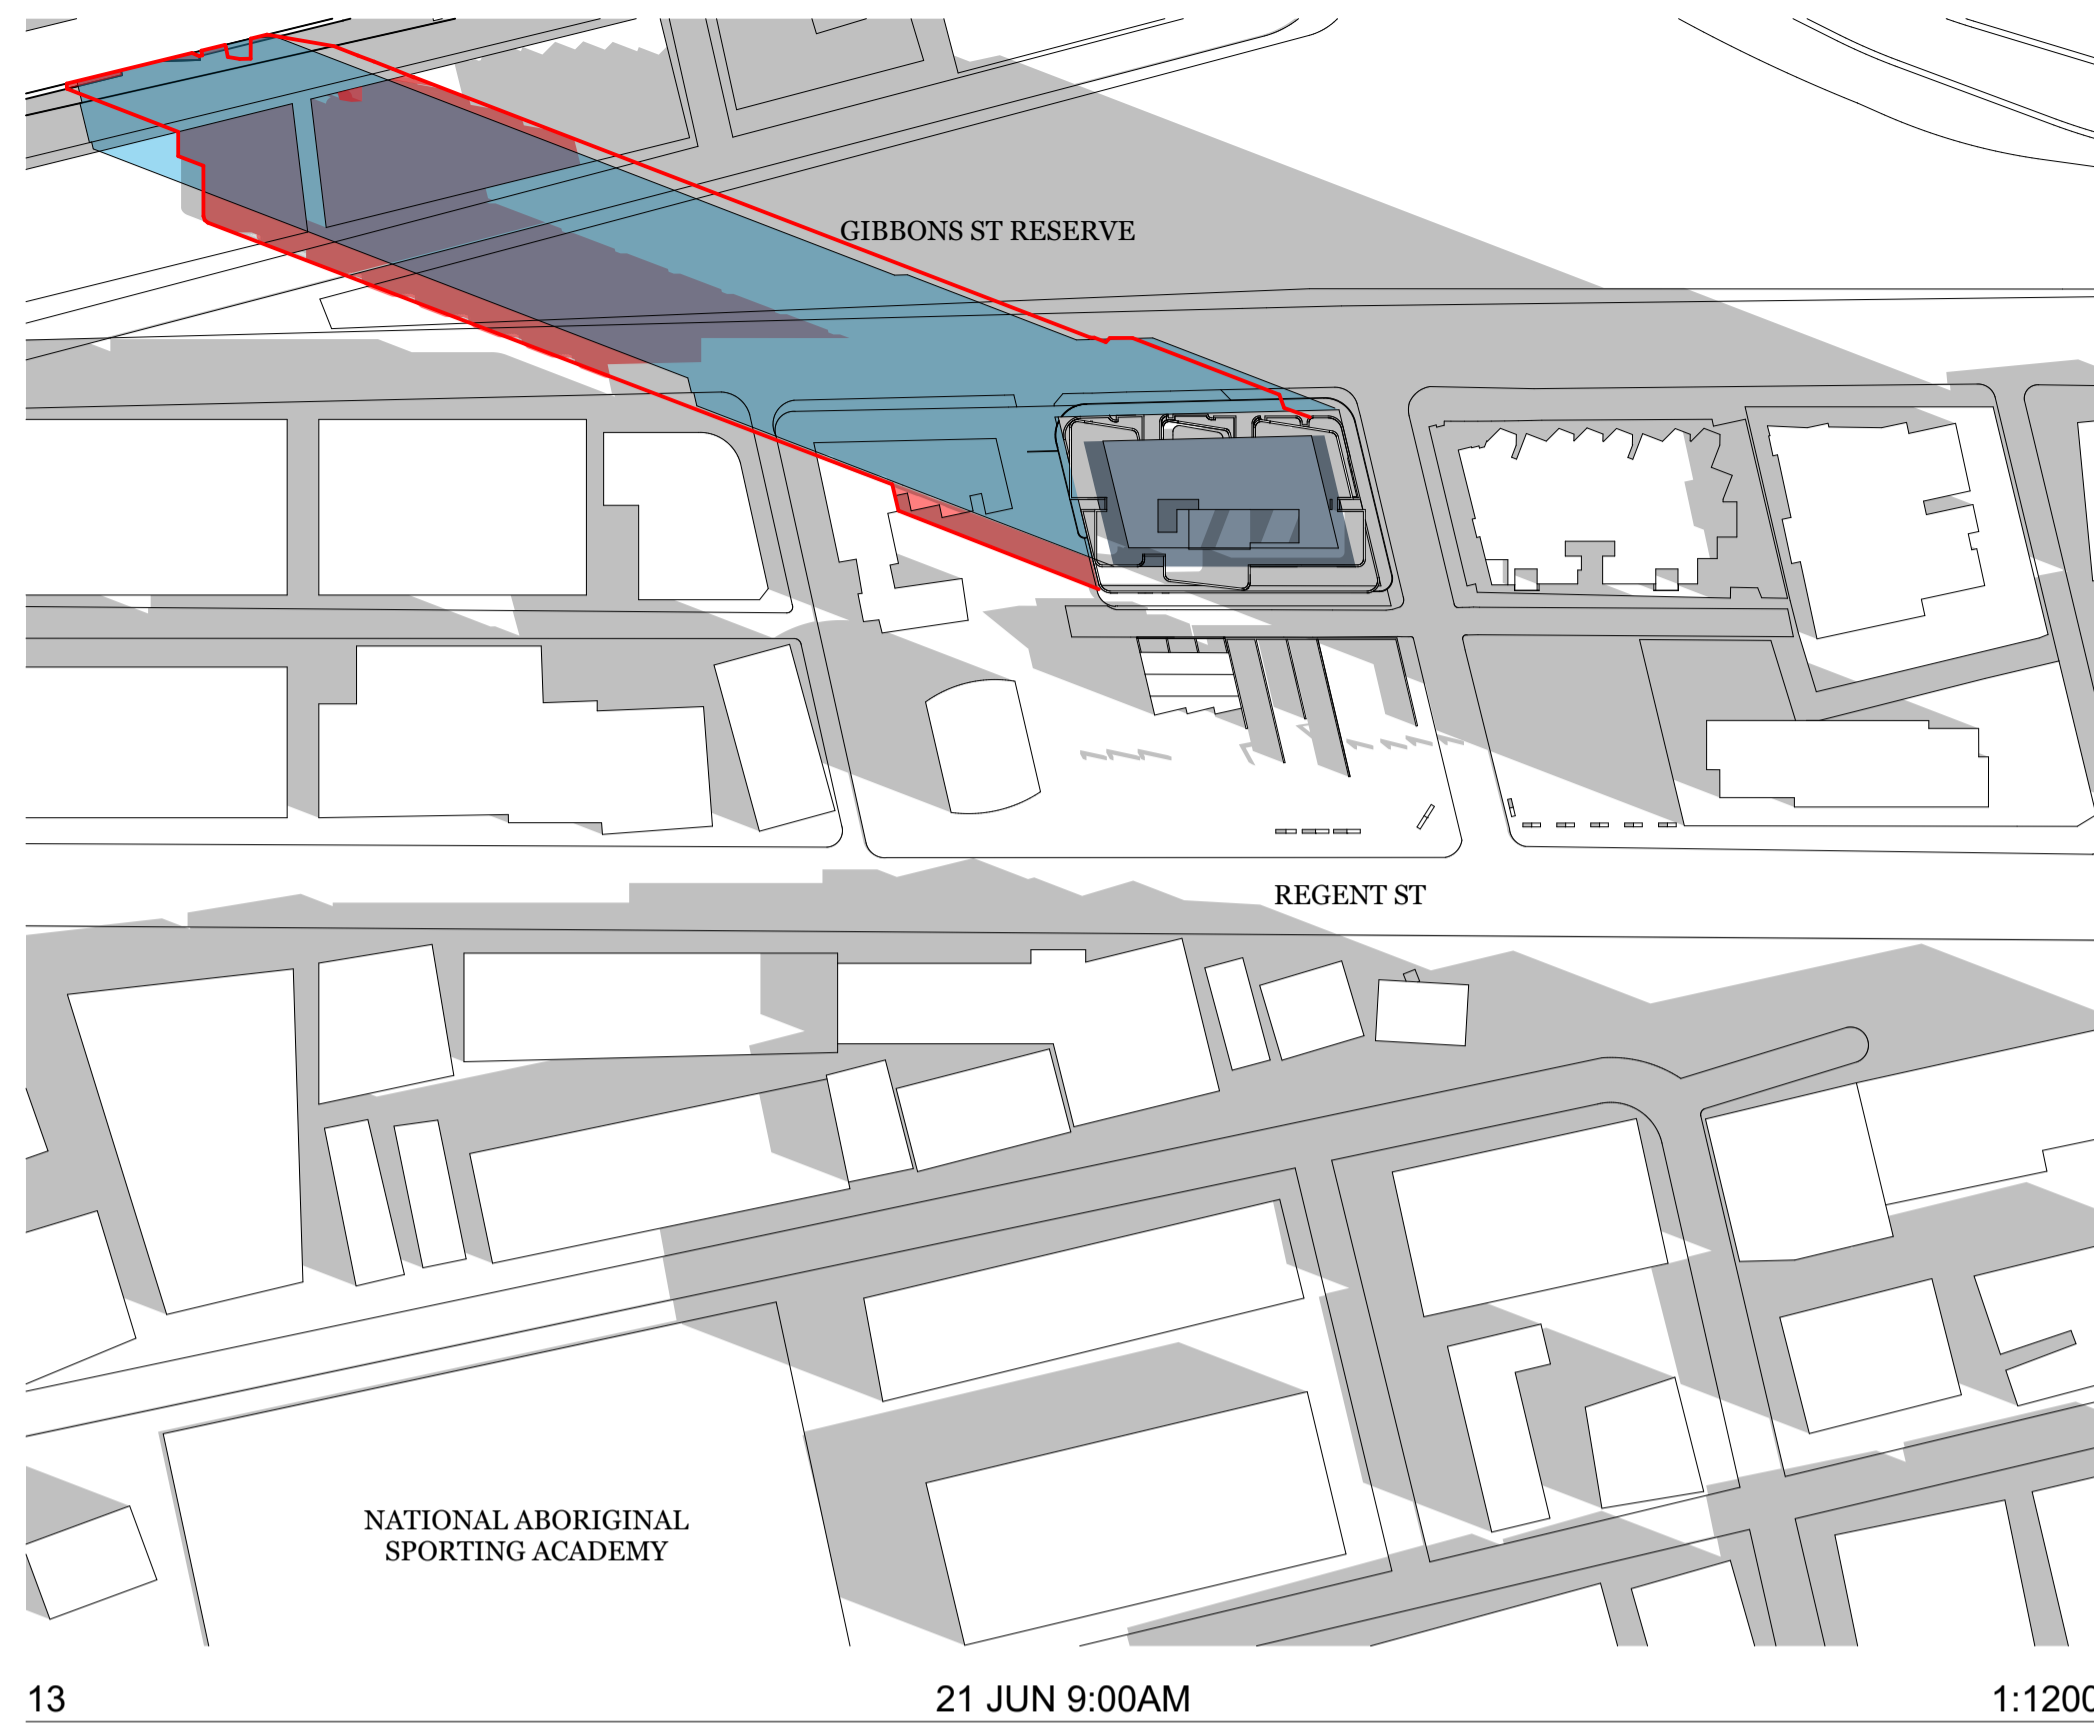 GIBBONS ST RESERVE
REGENT ST
NATIONAL ABORIGINAL
SPORTING ACADEMY
13
21 JUN 9:00AM
1:1200